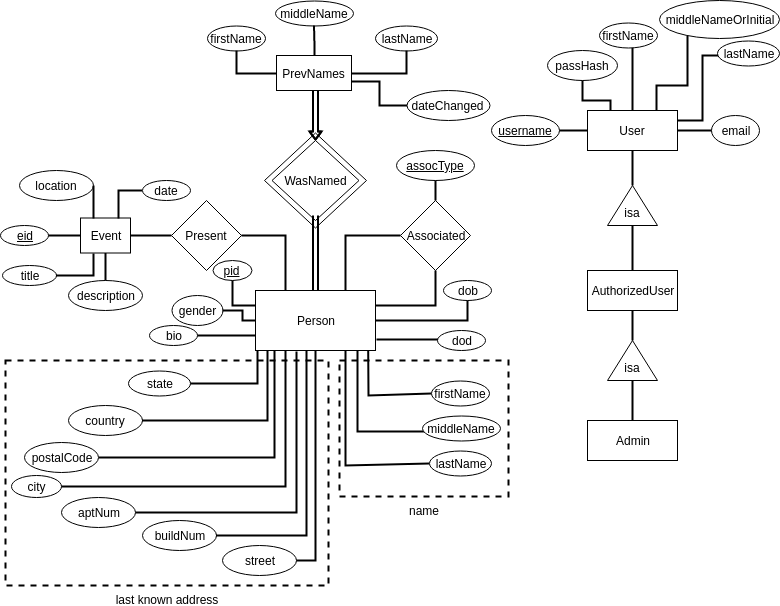 middleName
firstName
lastName
PrevNames
dateChanged
middleNameOrInitial
firstName
lastName
passHash
username
User
email
WasNamed
assocType
location
date
eid
Event
Present
Associated
title
description
pid
gender
bio
Person
dob
dod
isa
AuthorizedUser
isa
Admin
state
country
postalCode
city
aptNum
buildNum
street
last known address
firstName
middleName
lastName
name